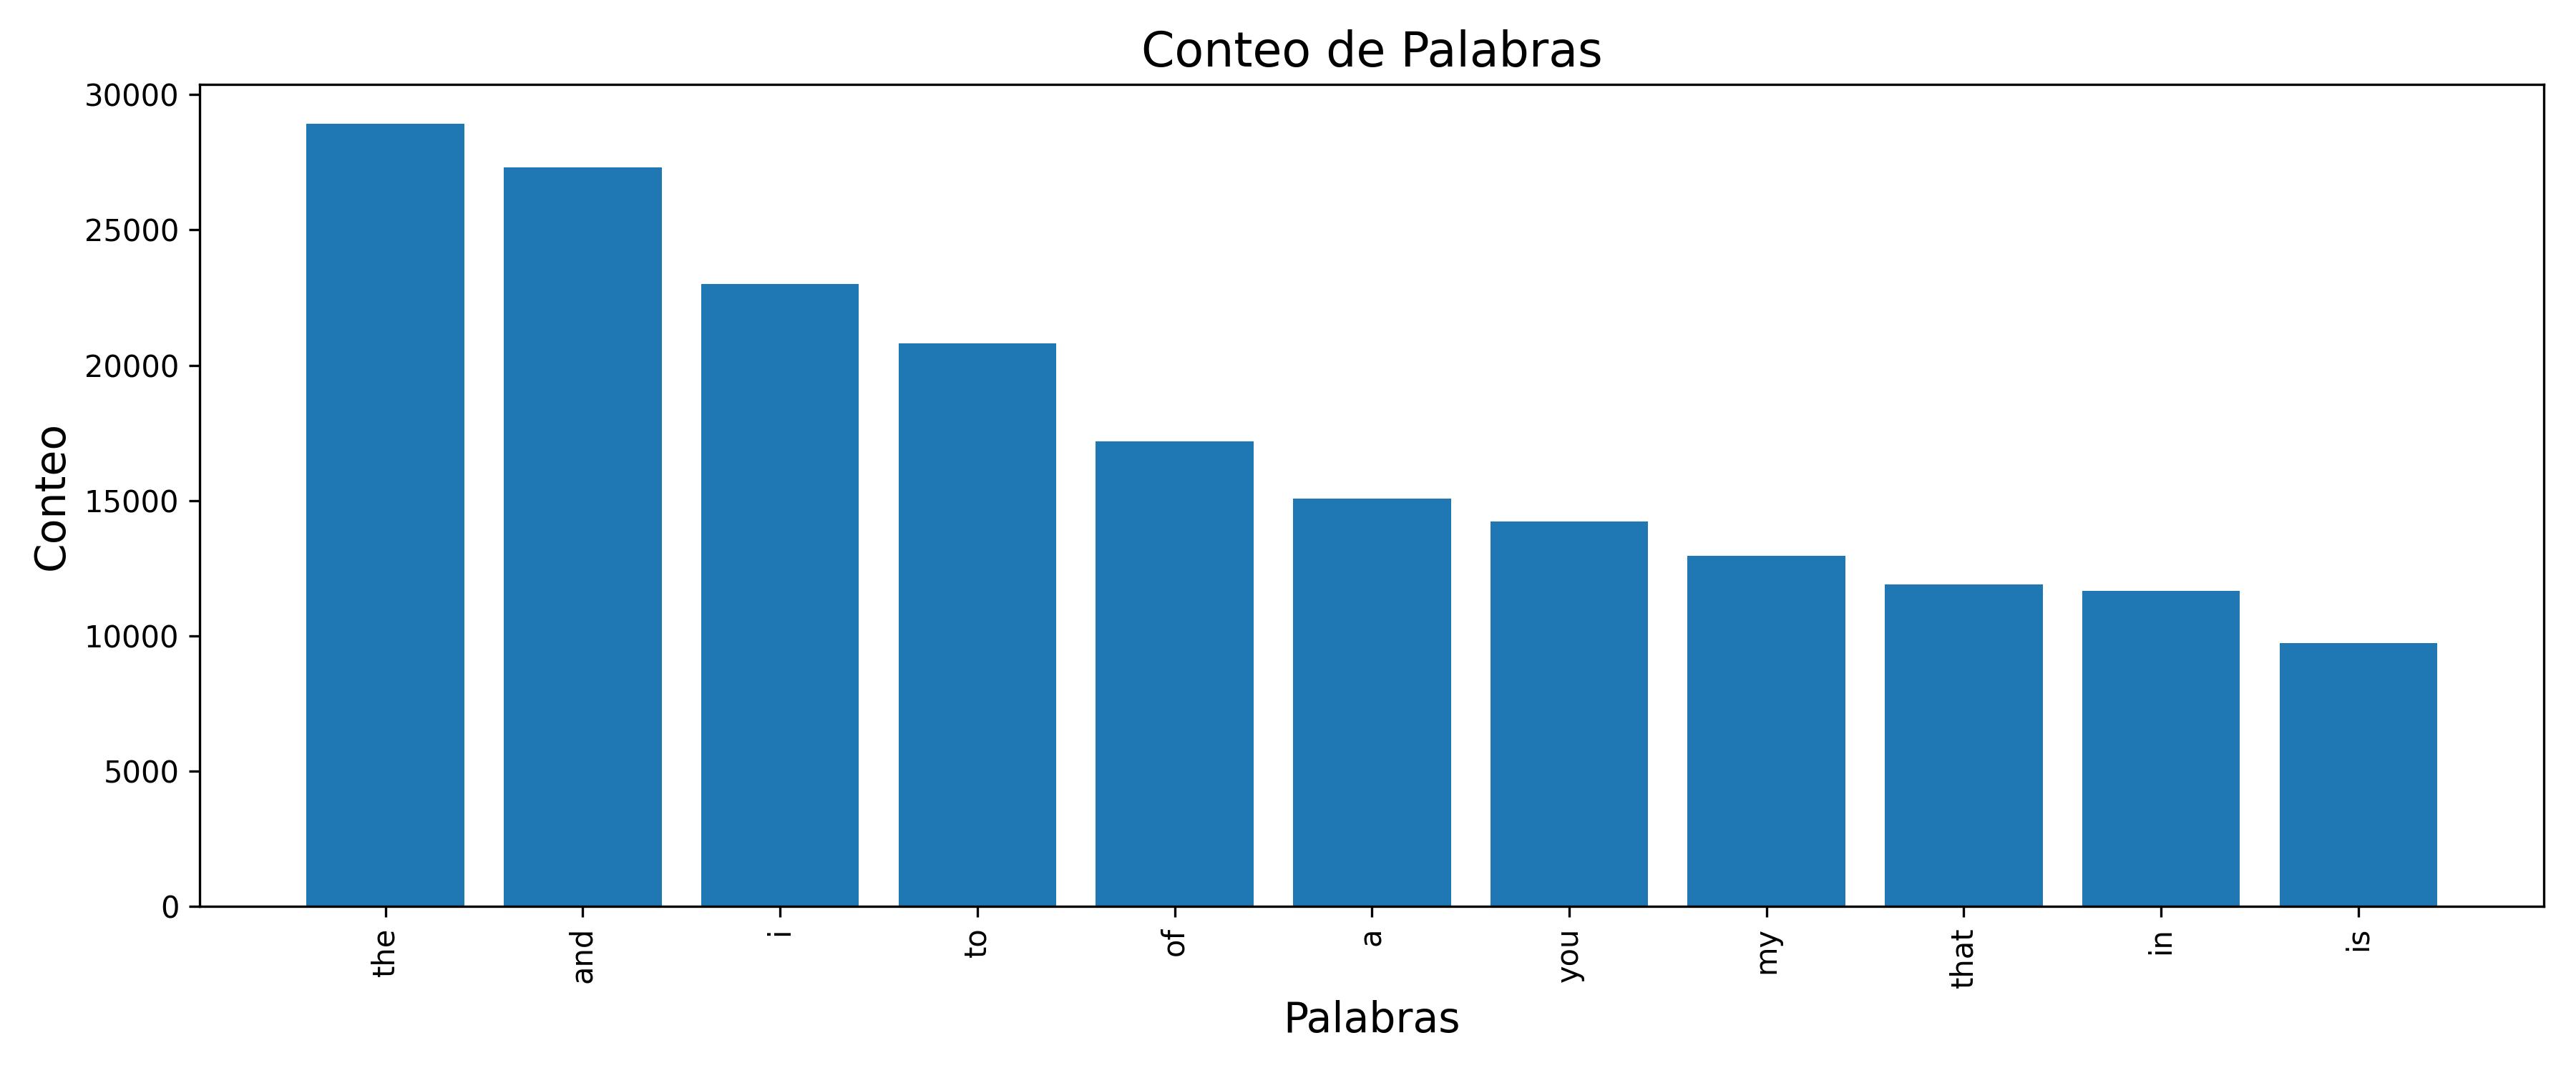 Conteo de Palabras
Conteo
30000
25000
20000
15000
10000
5000
0
the and i to of a you my that in is
Palabras